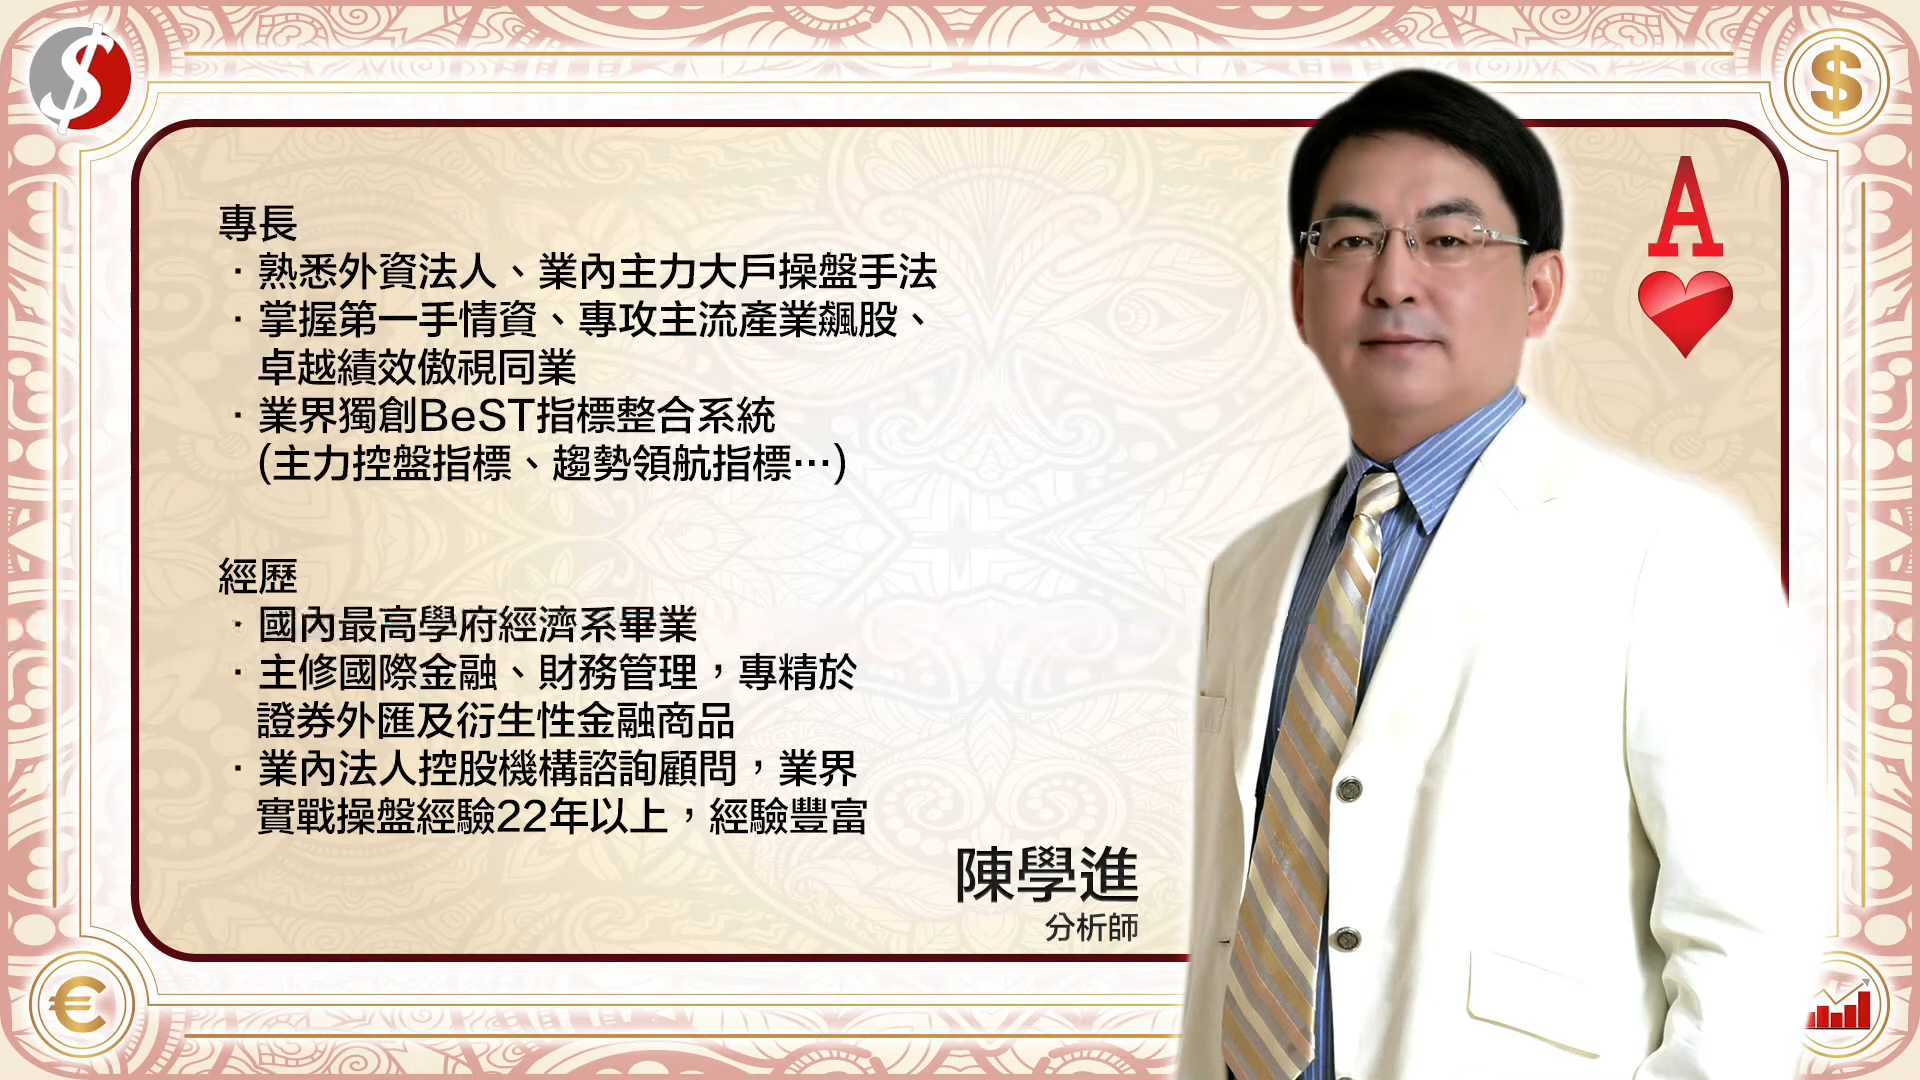 專長
·熟悉外資法人、業內主力大戶操盤手法
·掌握第一手情資、專攻主流產業飆股、
卓越績效傲視同業
·業界獨創BeST指標整合系統
(主力控盤指標、趨勢領航指標…)
經歷
·國內最高學府經濟系畢業
·主修國際金融、財務管理，專精於
證券外匯及衍生性金融商品
·業內法人控股機構諮詢顧問，業界
實戰操盤經驗22年以上，經驗豐富
陳學進
分析師
A
$
$
€